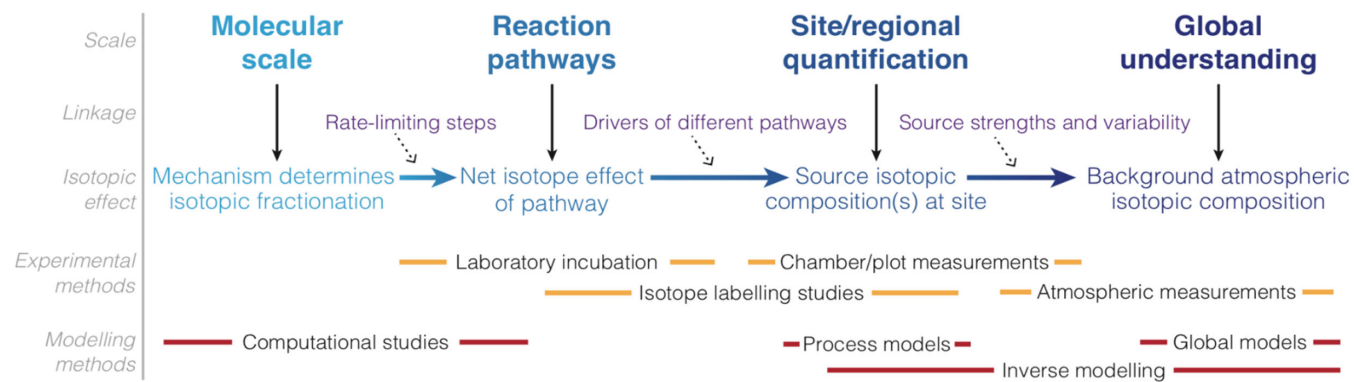 Scale
Molecular
scale
Reaction
pathways
Site/regional
quantification
Global
understanding
Linkage
Rate-limiting steps
Drivers of different pathways
Source strengths and variability
Isotopic
effect
Mechanism determines
isotopic fractionation
Net isotope effect
of pathway
Source isotopic
composition(s) at site
Background atmospheric
isotopic composition
Experimental
methods
Laboratory incubation
Chamber/plot measurements
Isotope labelling studies
Atmospheric measurements
Modelling
methods
Computational studies
Process models
Global models
Inverse modelling